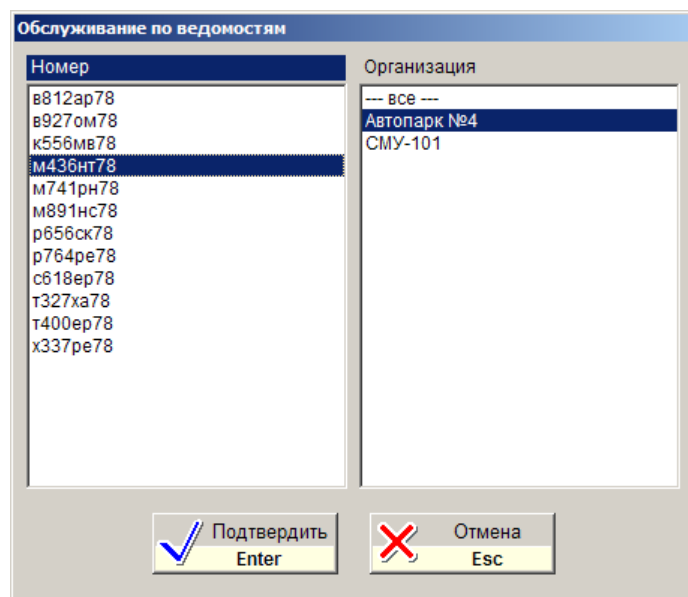 Обслуживание по ведомостям
Номер
в812ар78
в927ом78
к556мв78
м436нт78
м741рн78
м891нс78
р656ск78
р764ре78
с618ер78
т327ха78
т400ер78
х337ре78
Организация
--- все ---
Автопарк №4
СМУ-101
Подтвердить
Enter
Отмена
Esc